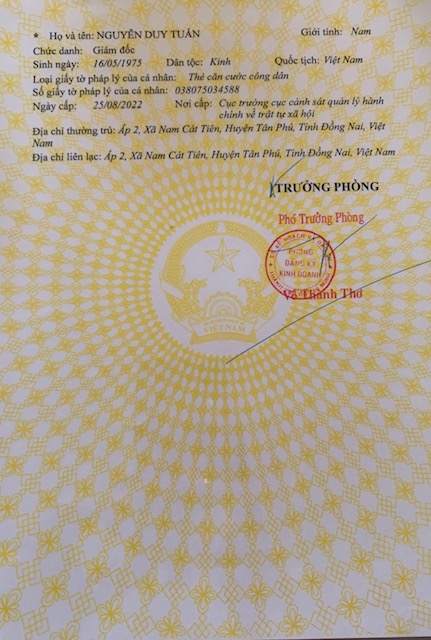 * Họ và tên: NGUYỄN DUY TUẤN Giới tính: Nam
Chức danh: Giám đốc
Sinh ngày: 16/05/1975 Dân tộc: Kinh Quốc tịch: Việt Nam
Loại giấy tờ pháp lý của cá nhân: Thẻ căn cước công dân
Số giấy tờ pháp lý của cá nhân: 038075034588
Ngày cấp: 25/08/2022 Nơi cấp: Cục trưởng cục cảnh sát quản lý hành
chính về trật tự xã hội
Địa chỉ thường trú: Ấp 2, Xã Nam Cát Tiên, Huyện Tân Phú, Tỉnh Đồng Nai, Việt
Nam
Địa chỉ liên lạc: Ấp 2, Xã Nam Cát Tiên, Huyện Tân Phú, Tỉnh Đồng Nai, Việt Nam
TRƯỞNG PHÒNG
Phó Trưởng Phòng
PHÒNG
ĐĂNG KÝ
KINH DOANH
Võ Thành Thơ
VIỆT NAM